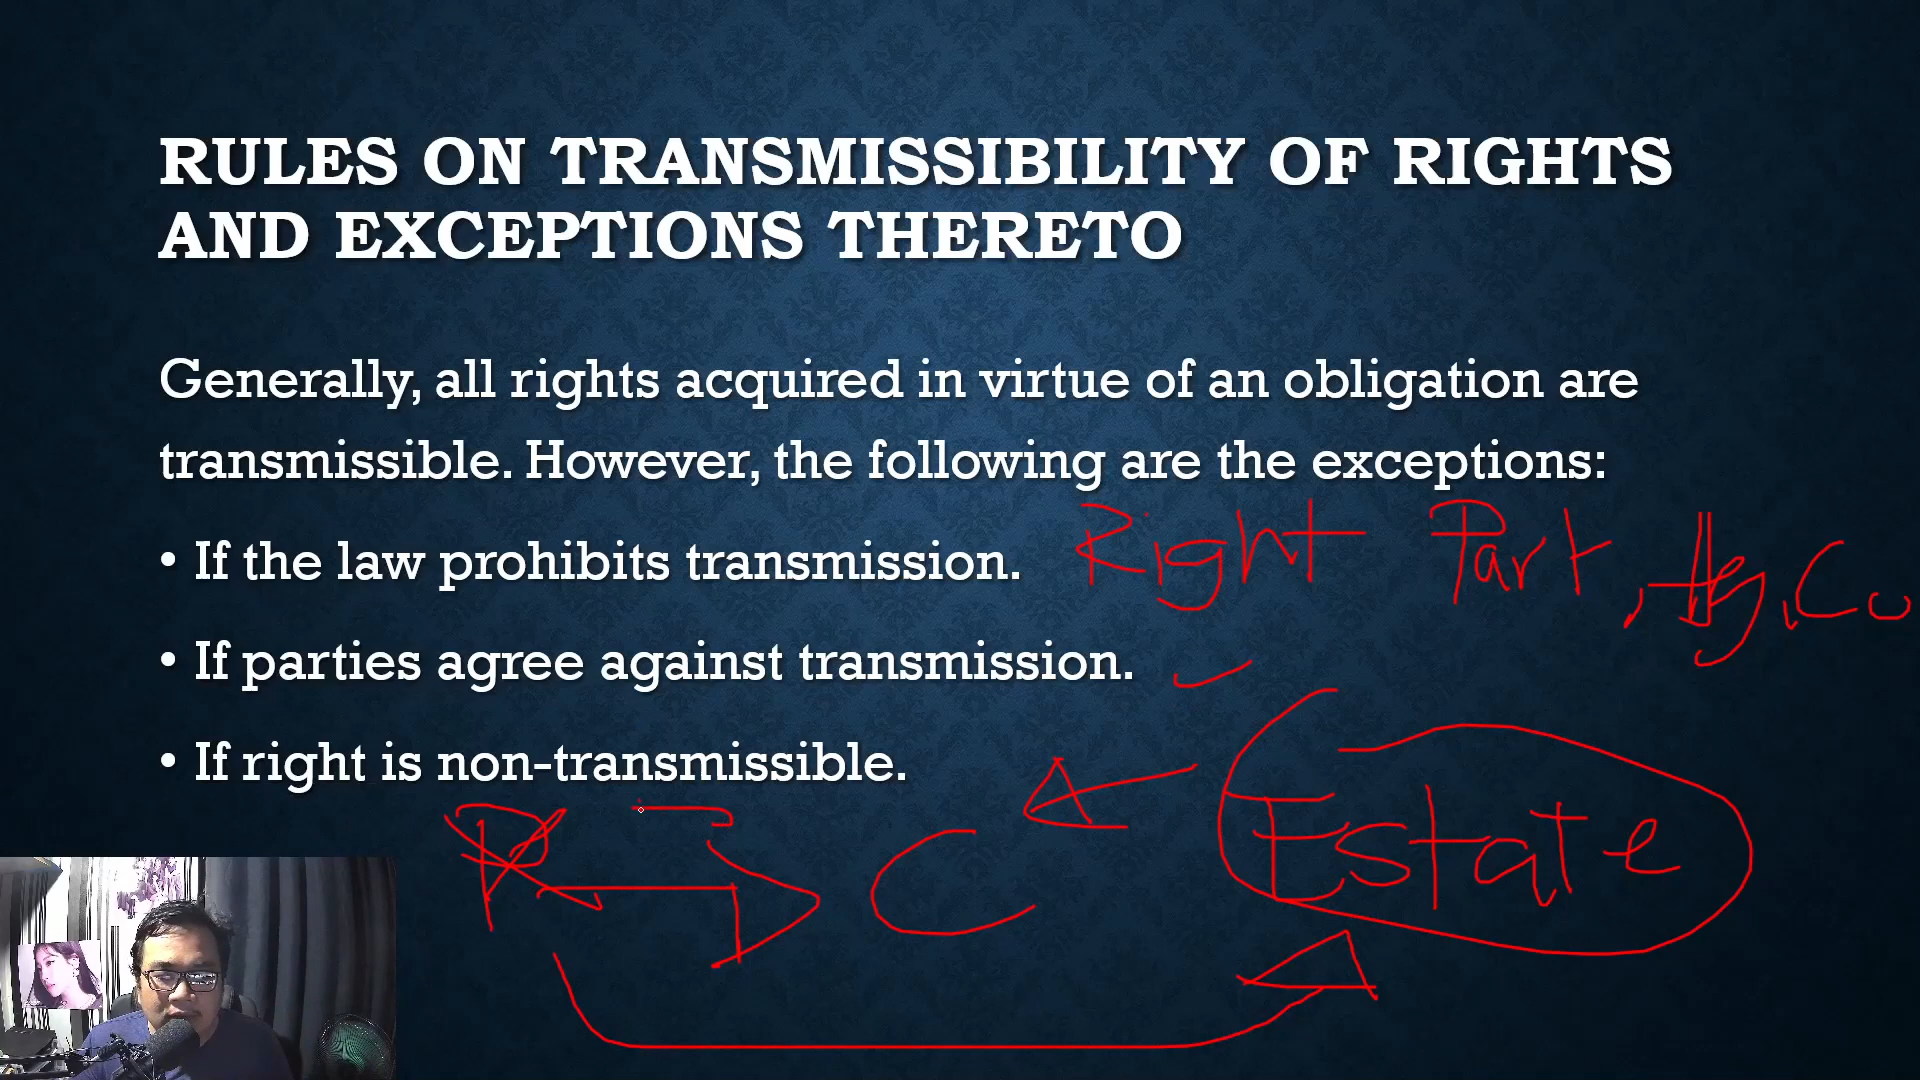 RULES ON TRANSMISSIBILITY OF RIGHTS
AND EXCEPTIONS THERETO
Generally, all rights acquired in virtue of an obligation are
transmissible. However, the following are the exceptions:
• If the law prohibits transmission.
Right Part, Ag, Co
• If parties agree against transmission.
• If right is non-transmissible.
C
Estate